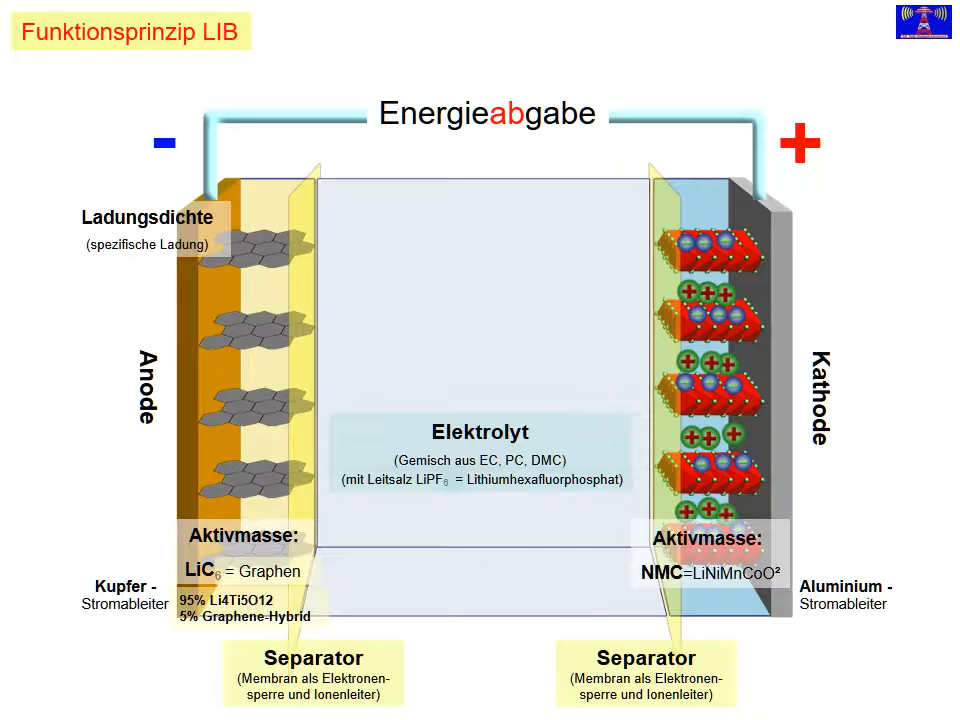 Funktionsprinzip LIB
Energieabgabe
-
+
Ladungsdichte
(spezifische Ladung)
Anode
Kathode
Elektrolyt
(Gemisch aus EC, PC, DMC)
(mit Leitsalz LiPF₆ = Lithiumhexafluorphosphat)
Aktivmasse:
LiC₆ = Graphen
95% Li4Ti5O12
5% Graphene-Hybrid
Aktivmasse:
NMC=LiNiMnCoO²
Kupfer -
Stromableiter
Aluminium -
Stromableiter
Separator
(Membran als Elektronen-
sperre und Ionenleiter)
Separator
(Membran als Elektronen-
sperre und Ionenleiter)